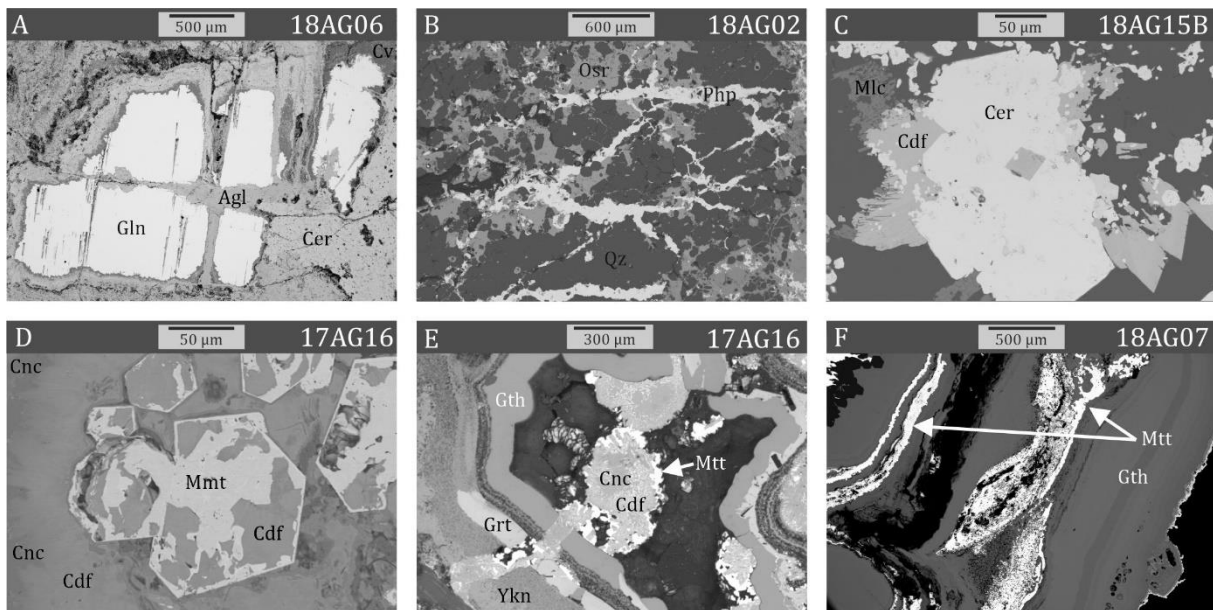 A 500 µm 18AG06
Cv
Agl
Gln
Cer
B 600 µm 18AG02
Osr
Php
Qz
C 50 µm 18AG15B
Mlc
Cer
Cdf
D 50 µm 17AG16
Cnc
Mmt
Cdf
Cnc
Cdf
E 300 µm 17AG16
Gth
Mtt
Cnc
Cdf
Grt
Ykn
F 500 µm 18AG07
Mtt
Gth